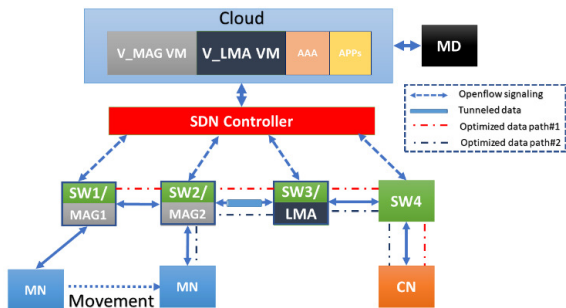 Cloud
V_MAG VM V_LMA VM AAA APPs
MD
Openflow signaling
Tunneled data
Optimized data path#1
Optimized data path#2
SDN Controller
SW1/ SW2/ SW3/ SW4
MAG1 MAG2 LMA
MN MN CN
Movement